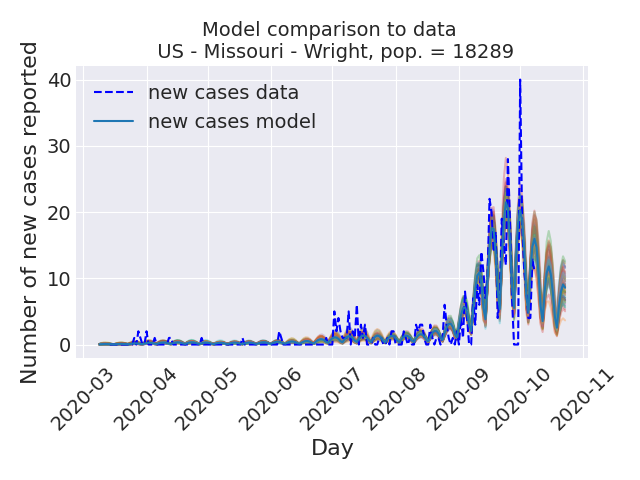 Model comparison to data
US - Missouri - Wright, pop. = 18289
Number of new cases reported
40
30
20
10
0
new cases data
new cases model
2020-03
2020-04
2020-05
2020-06
2020-07
2020-08
2020-09
2020-10
2020-11
Day